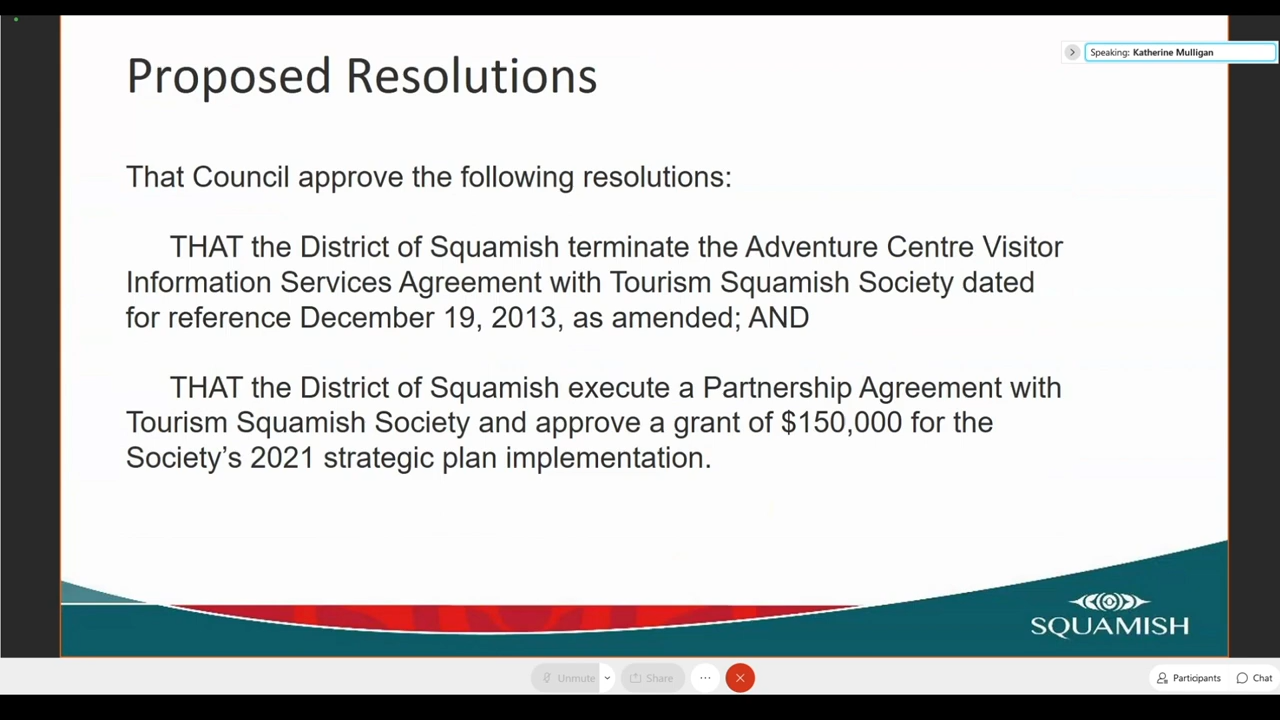 Speaking: Katherine Mulligan
Proposed Resolutions
That Council approve the following resolutions:
THAT the District of Squamish terminate the Adventure Centre Visitor
Information Services Agreement with Tourism Squamish Society dated
for reference December 19, 2013, as amended; AND
THAT the District of Squamish execute a Partnership Agreement with
Tourism Squamish Society and approve a grant of $150,000 for the
Society’s 2021 strategic plan implementation.
SQUAMISH
Unmute
Share
Participants
Chat